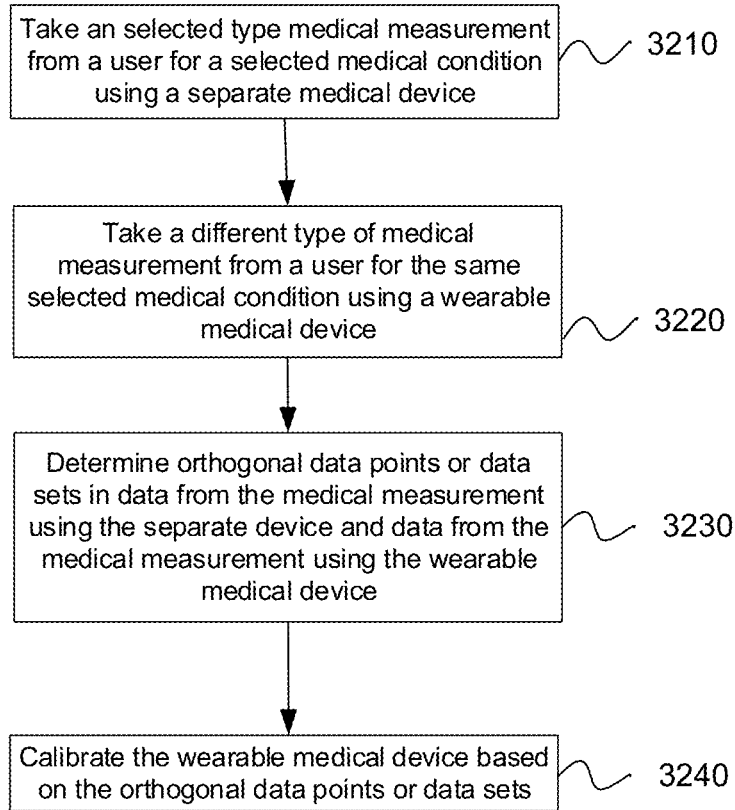 Take an selected type medical measurement
from a user for a selected medical condition
using a separate medical device
3210
Take a different type of medical
measurement from a user for the same
selected medical condition using a wearable
medical device
3220
Determine orthogonal data points or data
sets in data from the medical measurement
using the separate device and data from the
medical measurement using the wearable
medical device
3230
Calibrate the wearable medical device based
on the orthogonal data points or data sets
3240